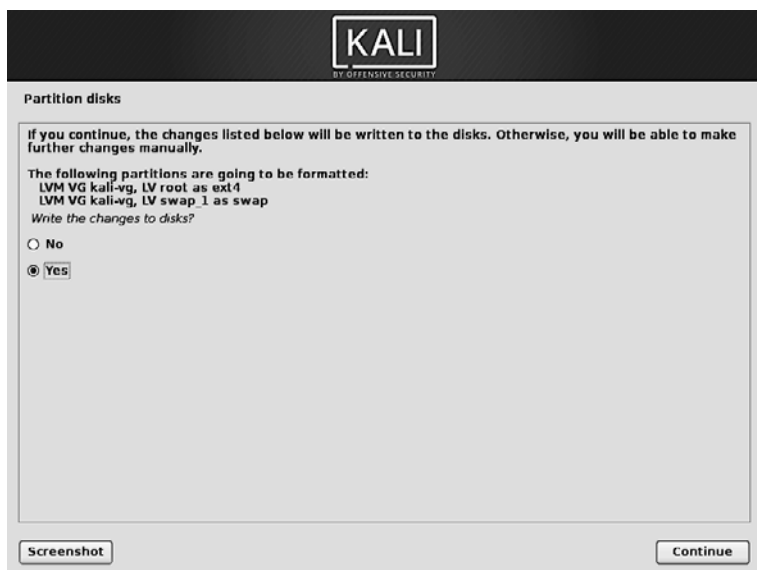 KALI
BY OFFENSIVE SECURITY
Partition disks
If you continue, the changes listed below will be written to the disks. Otherwise, you will be able to make
further changes manually.
The following partitions are going to be formatted:
LVM VG kali-vg, LV root as ext4
LVM VG kali-vg, LV swap_1 as swap
Write the changes to disks?
No
Yes
Screenshot
Continue